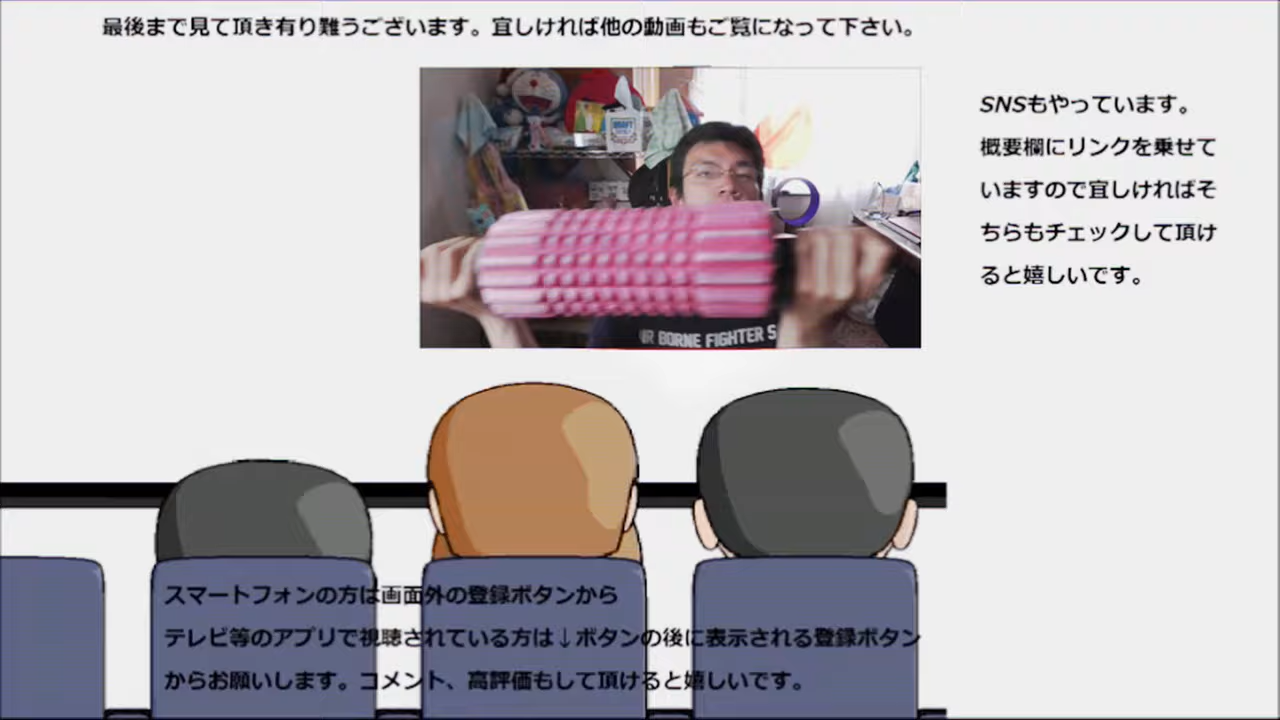 最後まで見て頂き有り難うございます。宜しければ他の動画もご覧になって下さい。
SNSもやっています。
概要欄にリンクを乗せて
いますので宜しければそ
ちらもチェックして頂け
ると嬉しいです。
BORNE FIGHTER S
スマートフォンの方は画面外の登録ボタンから
テレビ等のアプリで視聴されている方は↓ボタンの後に表示される登録ボタン
からお願いします。コメント、高評価もして頂けると嬉しいです。